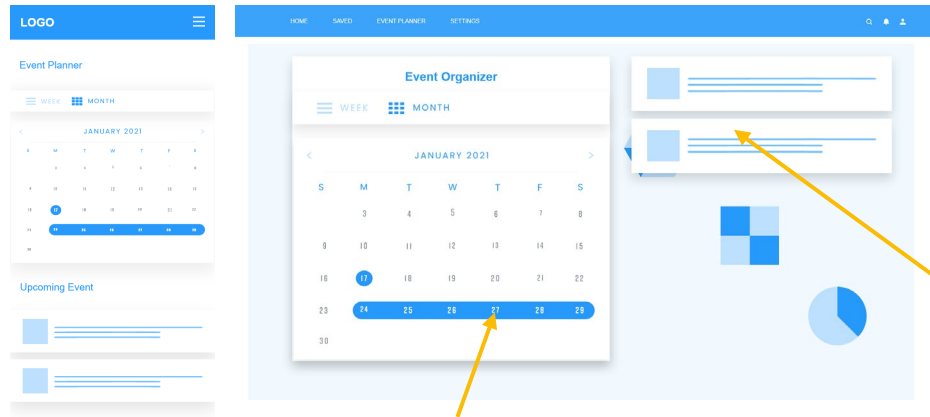 LOGO
Event Planner
WEEK MONTH
JANUARY 2021
S M T W T F S
Upcoming Event
HOME SAVED EVENT PLANNER SETTINGS
Event Organizer
WEEK MONTH
< JANUARY 2021 >
S M T W T F S
3 4 5 6 7 8
9 10 11 12 13 14 15
16 17 18 19 20 21 22
23 24 25 26 27 28 29
30